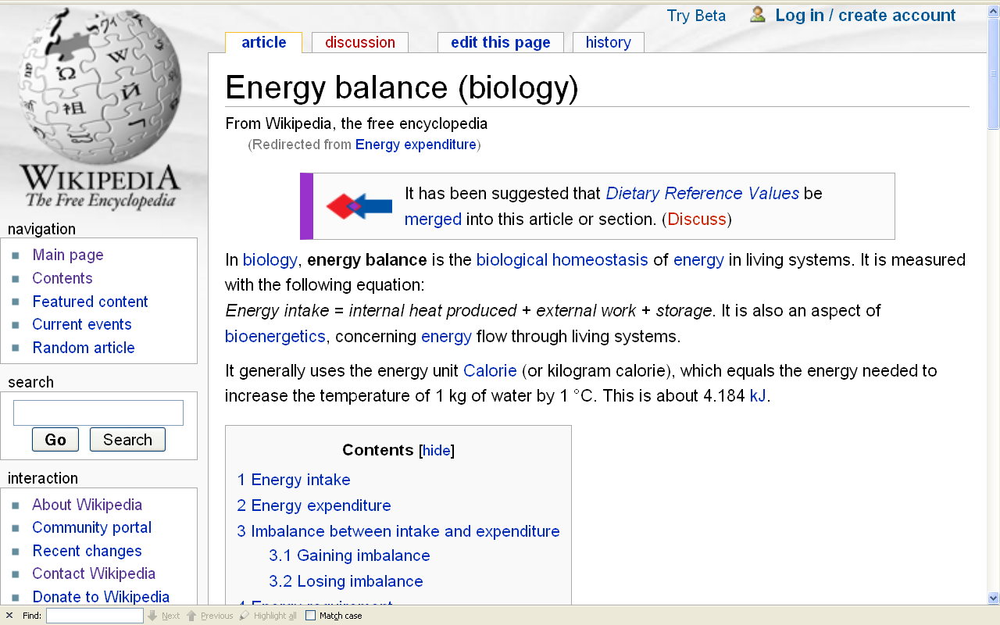 Try Beta Log in / create account
article discussion edit this page history
WIKIPEDIA
The Free Encyclopedia
navigation
Main page
Contents
Featured content
Current events
Random article
search
Go Search
interaction
About Wikipedia
Community portal
Recent changes
Contact Wikipedia
Donate to Wikipedia
Energy balance (biology)
From Wikipedia, the free encyclopedia
(Redirected from Energy expenditure)
It has been suggested that Dietary Reference Values be
merged into this article or section. (Discuss)
In biology, energy balance is the biological homeostasis of energy in living systems. It is measured
with the following equation:
Energy intake = internal heat produced + external work + storage. It is also an aspect of
bioenergetics, concerning energy flow through living systems.
It generally uses the energy unit Calorie (or kilogram calorie), which equals the energy needed to
increase the temperature of 1 kg of water by 1 °C. This is about 4.184 kJ.
Contents [hide]
1 Energy intake
2 Energy expenditure
3 Imbalance between intake and expenditure
3.1 Gaining imbalance
3.2 Losing imbalance
4 Energy requirement
Find: Next Previous Highlight all Match case